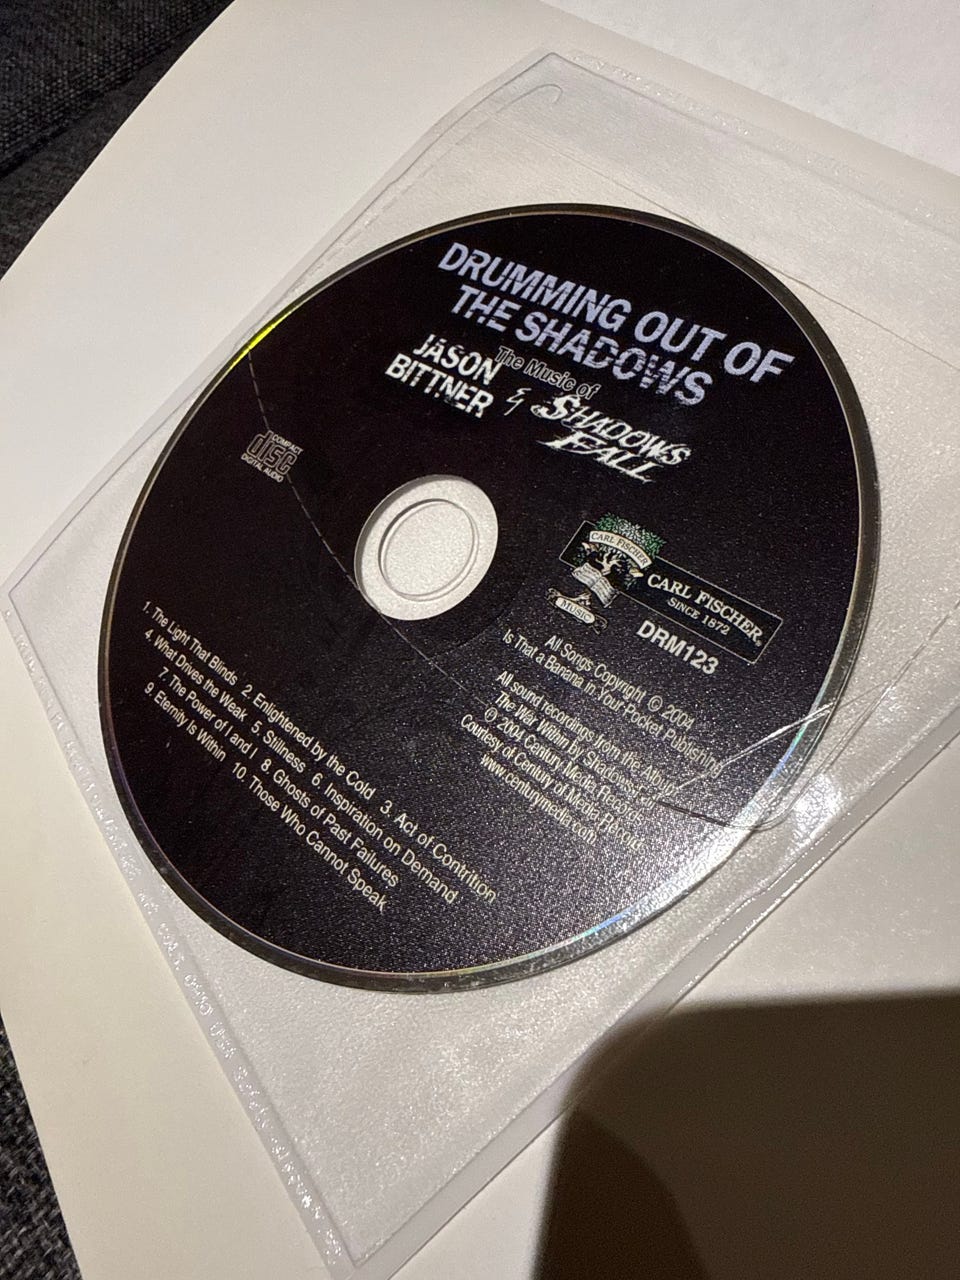 DRUMMING OUT OF
THE SHADOWS
The Music of
JASON
BITTNER
&
SHADOWS
FALL
COMPACT
disc
DIGITAL AUDIO
CARL FISCHER
MUSIC
CARL FISCHER®
SINCE 1872
DRM123
All Songs Copyright © 2004
Is That a Banana in Your Pocket Publishing
All sound recordings from the Album
The War Within by Shadows Fall
© 2004 Century Media Records
Courtesy of Century of Media Records
www.centurymedia.com
1. The Light That Blinds 2. Enlightened by the Cold 3. Act of Contrition
4. What Drives the Weak 5. Stillness 6. Inspiration on Demand
7. The Power of I and I 8. Ghosts of Past Failures
9. Eternity Is Within 10. Those Who Cannot Speak